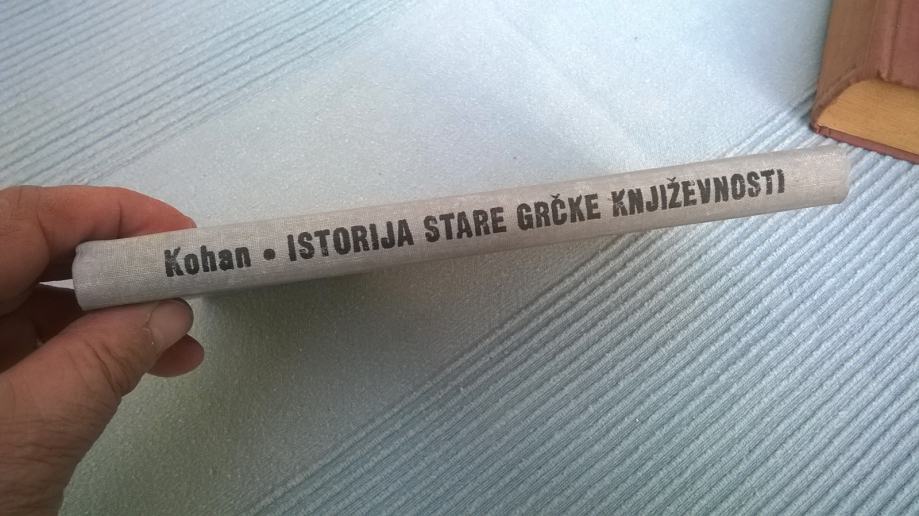 Kohan • ISTORIJA STARE GRČKE KNJIŽEVNOSTI